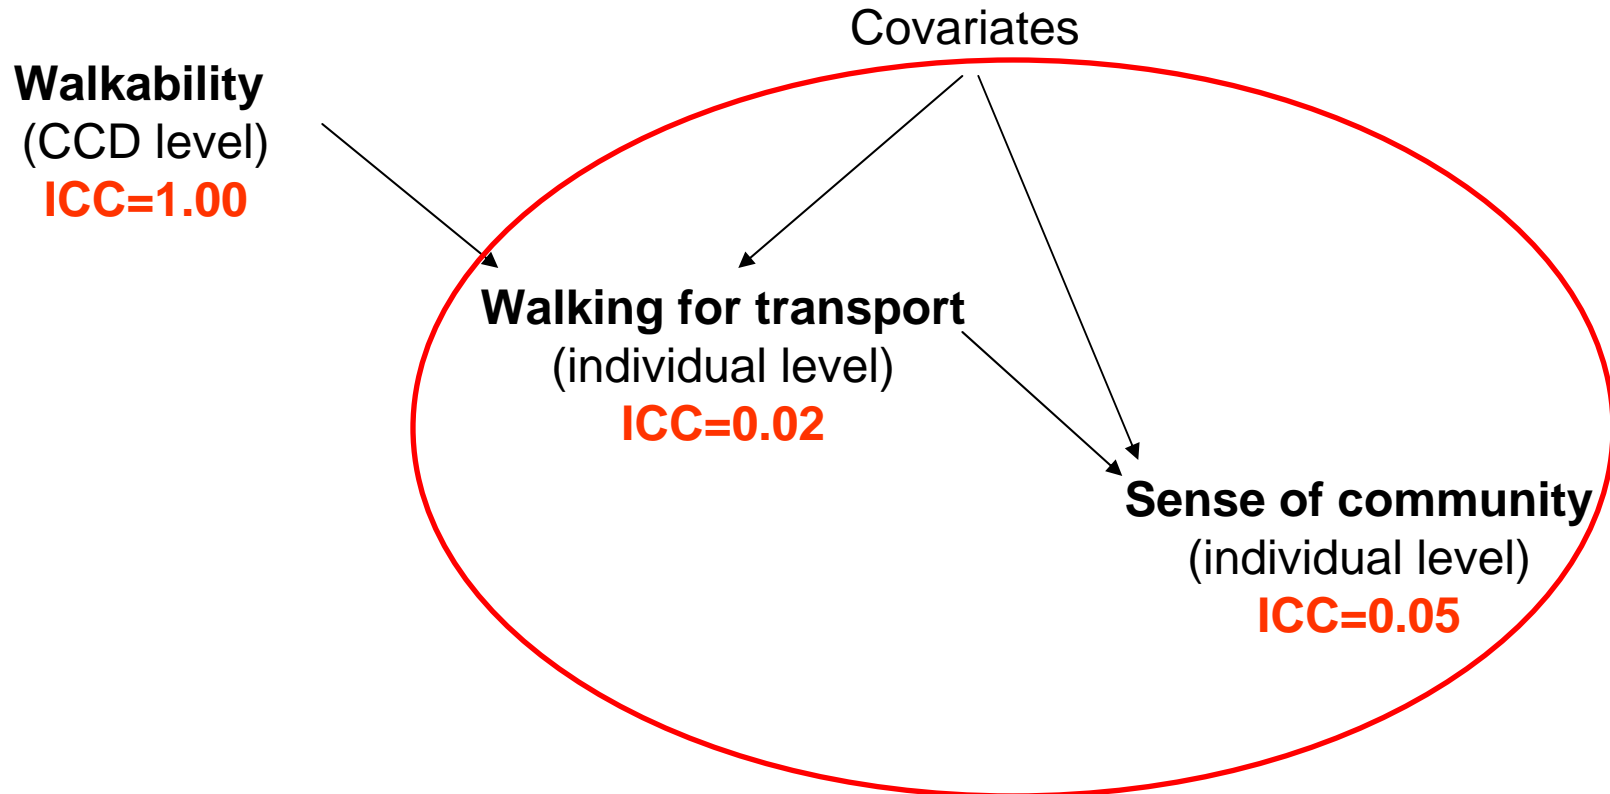 Covariates
Walkability
(CCD level)
ICC=1.00
Walking for transport
(individual level)
ICC=0.02
Sense of community
(individual level)
ICC=0.05